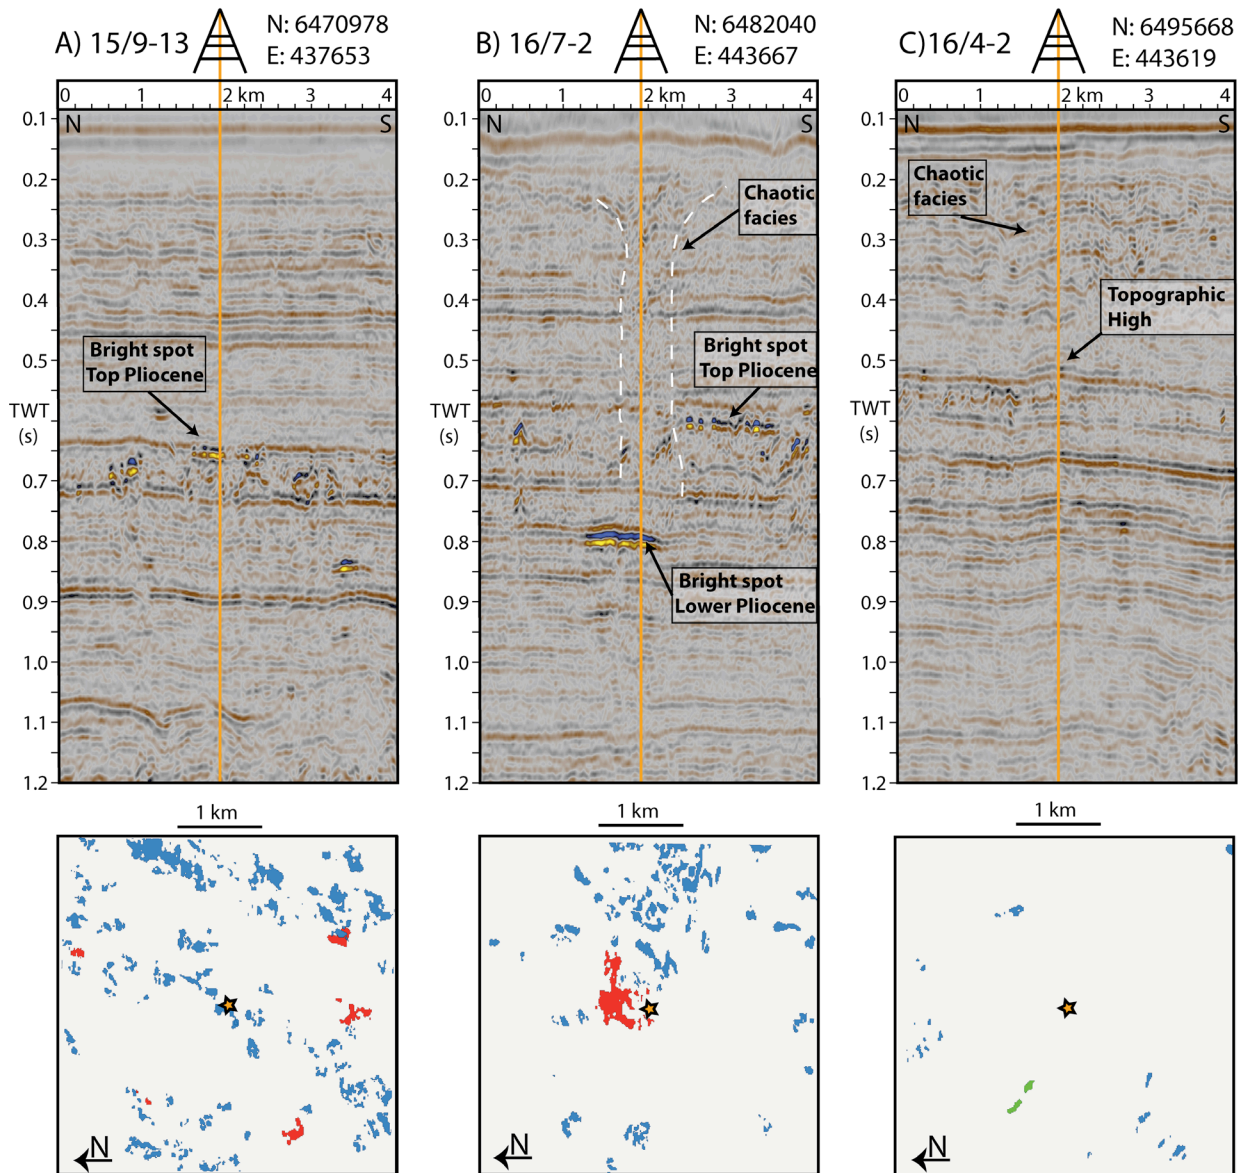 A) 15/9-13
N: 6470978
E: 437653
0 1 2 km 3 4
N S
0.1
0.2
0.3
0.4
0.5
TWT
(s)
0.7
0.8
0.9
1.0
1.1
1.2
Bright spot
Top Pliocene
B) 16/7-2
N: 6482040
E: 443667
0 1 2 km 3 4
N S
0.1
0.2
0.3
0.4
0.5
TWT
(s)
0.7
0.8
0.9
1.0
1.1
1.2
Chaotic
facies
Bright spot
Top Pliocene
Bright spot
Lower Pliocene
C)16/4-2
N: 6495668
E: 443619
0 1 2 km 3 4
N S
0.1
0.2
0.3
0.4
0.5
TWT
(s)
0.7
0.8
0.9
1.0
1.1
1.2
Chaotic
facies
Topographic
High
1 km
N
1 km
N
1 km
N